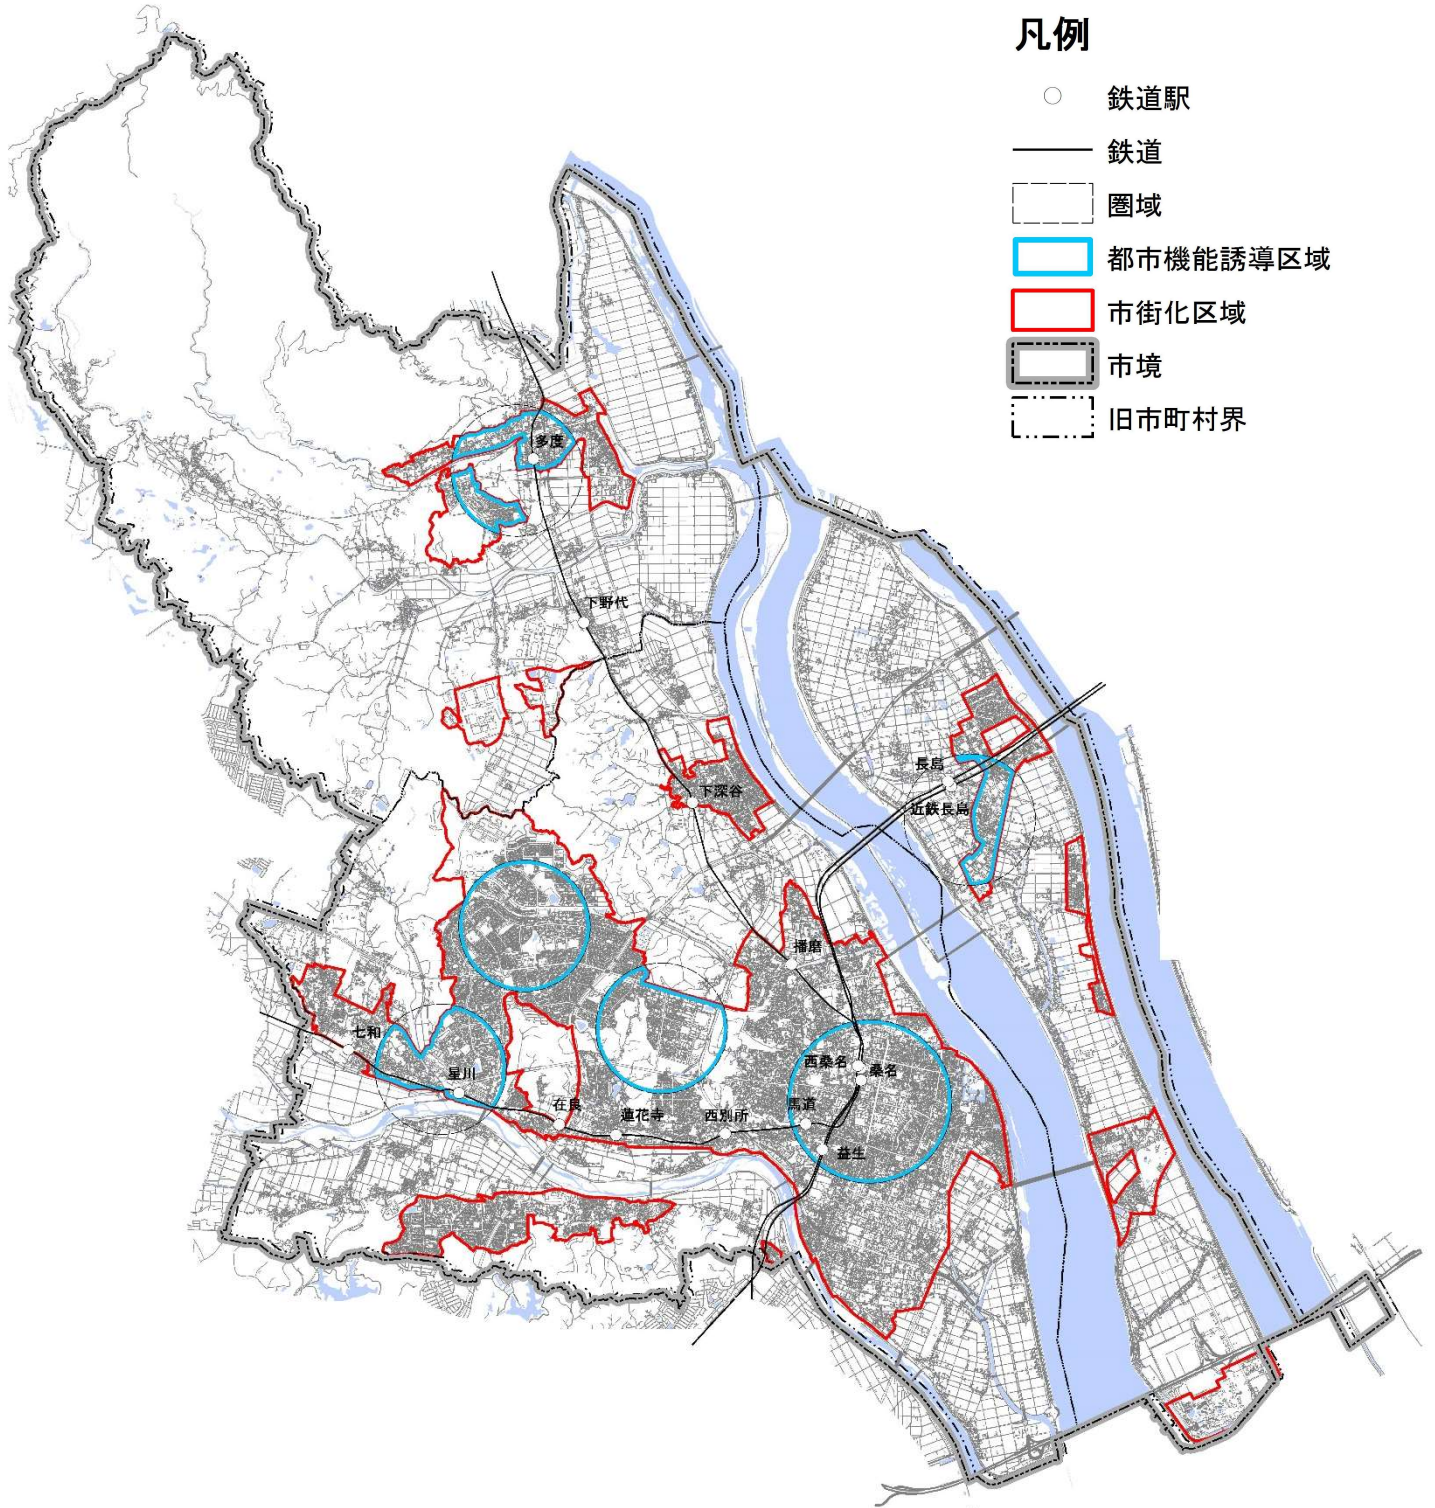 凡例
鉄道駅
鉄道
圏域
都市機能誘導区域
市街化区域
市境
旧市町村界
多度
下野代
長島
下深谷
近鉄長島
播磨
七和
星川
西桑名
桑名
在良
蓮花寺
西別所
馬道
益生